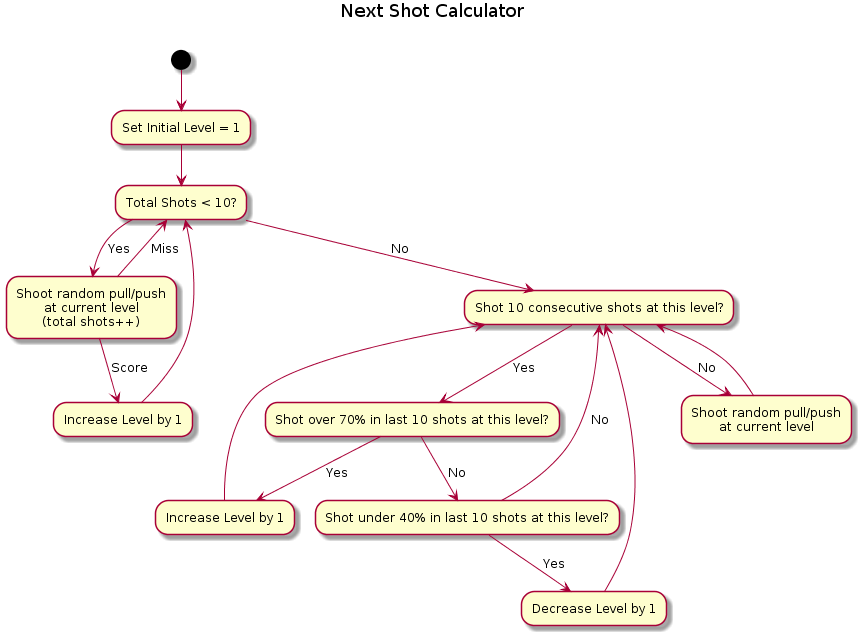 Next Shot Calculator
Set Initial Level = 1
Total Shots < 10?
Yes
Miss
No
Shoot random pull/push
at current level
(total shots++)
Shot 10 consecutive shots at this level?
Score
Yes
No
Increase Level by 1
Shot over 70% in last 10 shots at this level?
No
Shoot random pull/push
at current level
Yes
No
Increase Level by 1
Shot under 40% in last 10 shots at this level?
Yes
Decrease Level by 1